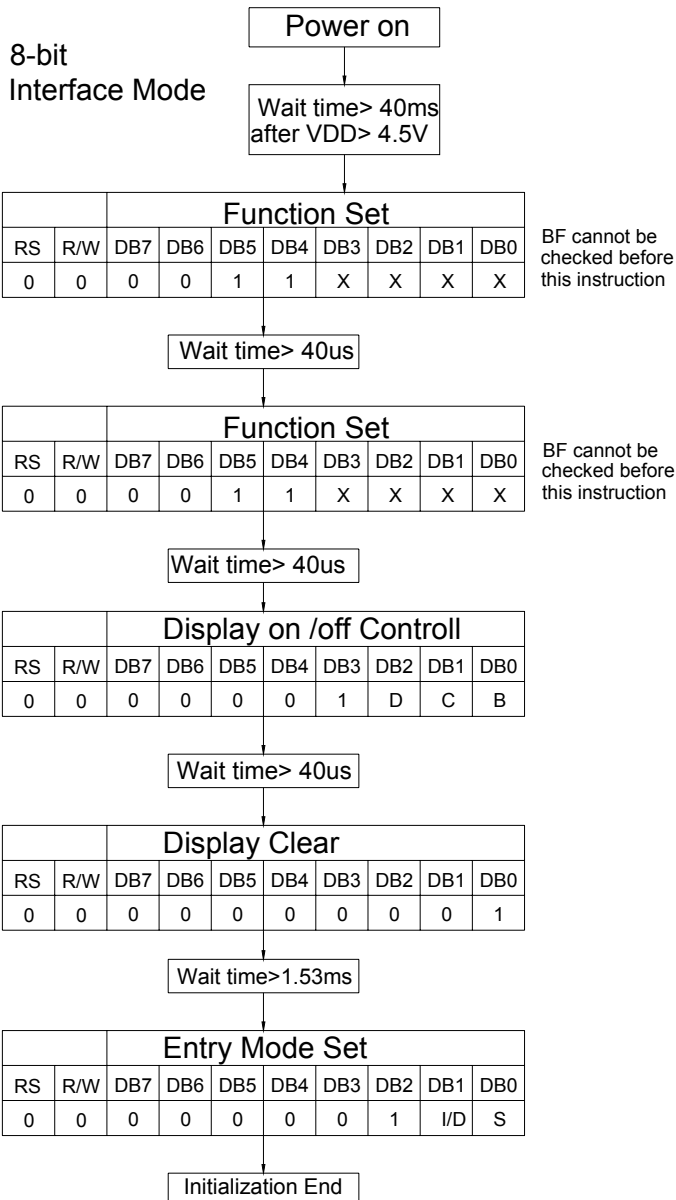 Power on
8-bit
Interface Mode
Wait time> 40ms
after VDD> 4.5V
Function Set
RS R/W DB7 DB6 DB5 DB4 DB3 DB2 DB1 DB0
0 0 0 0 1 1 X X X X
BF cannot be
checked before
this instruction
Wait time> 40us
Function Set
RS R/W DB7 DB6 DB5 DB4 DB3 DB2 DB1 DB0
0 0 0 0 1 1 X X X X
BF cannot be
checked before
this instruction
Wait time> 40us
Display on /off Controll
RS R/W DB7 DB6 DB5 DB4 DB3 DB2 DB1 DB0
0 0 0 0 0 0 1 D C B
Wait time> 40us
Display Clear
RS R/W DB7 DB6 DB5 DB4 DB3 DB2 DB1 DB0
0 0 0 0 0 0 0 0 0 1
Wait time>1.53ms
Entry Mode Set
RS R/W DB7 DB6 DB5 DB4 DB3 DB2 DB1 DB0
0 0 0 0 0 0 0 1 I/D S
Initialization End